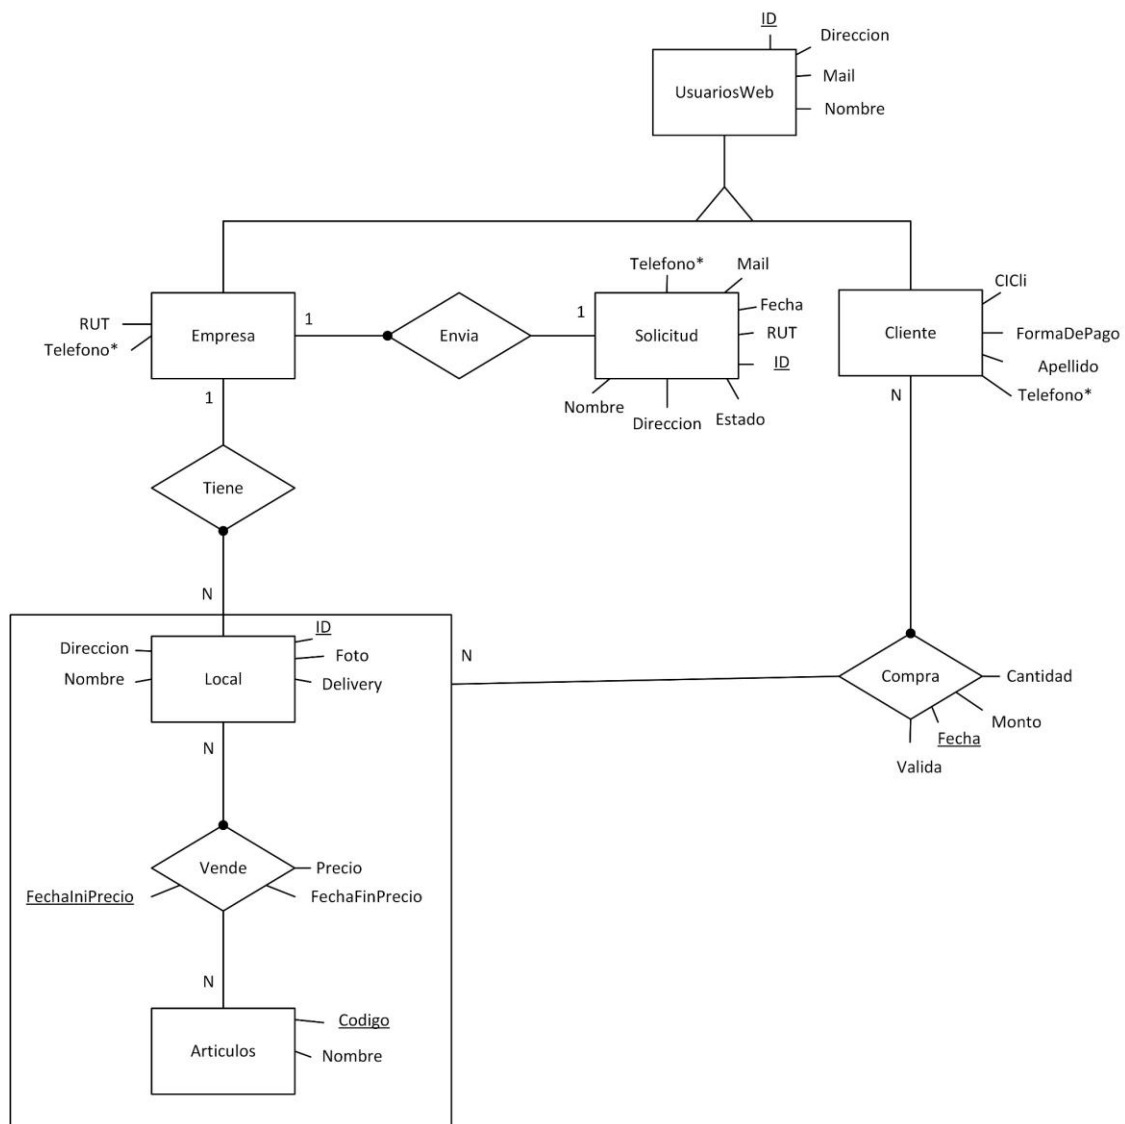 ID
Direccion
Mail
UsuariosWeb
Nombre
Telefono*
Mail
CICli
Fecha
RUT
Empresa
1
Envia
1
Solicitud
RUT
Cliente
FormaDePago
Telefono*
ID
Apellido
Telefono*
1
Nombre
Direccion
Estado
N
Tiene
N
ID
Direccion
Foto
N
Nombre
Local
Delivery
Compra
Cantidad
Monto
Fecha
Valida
N
Vende
Precio
FechaIniPrecio
FechaFinPrecio
N
Codigo
Articulos
Nombre